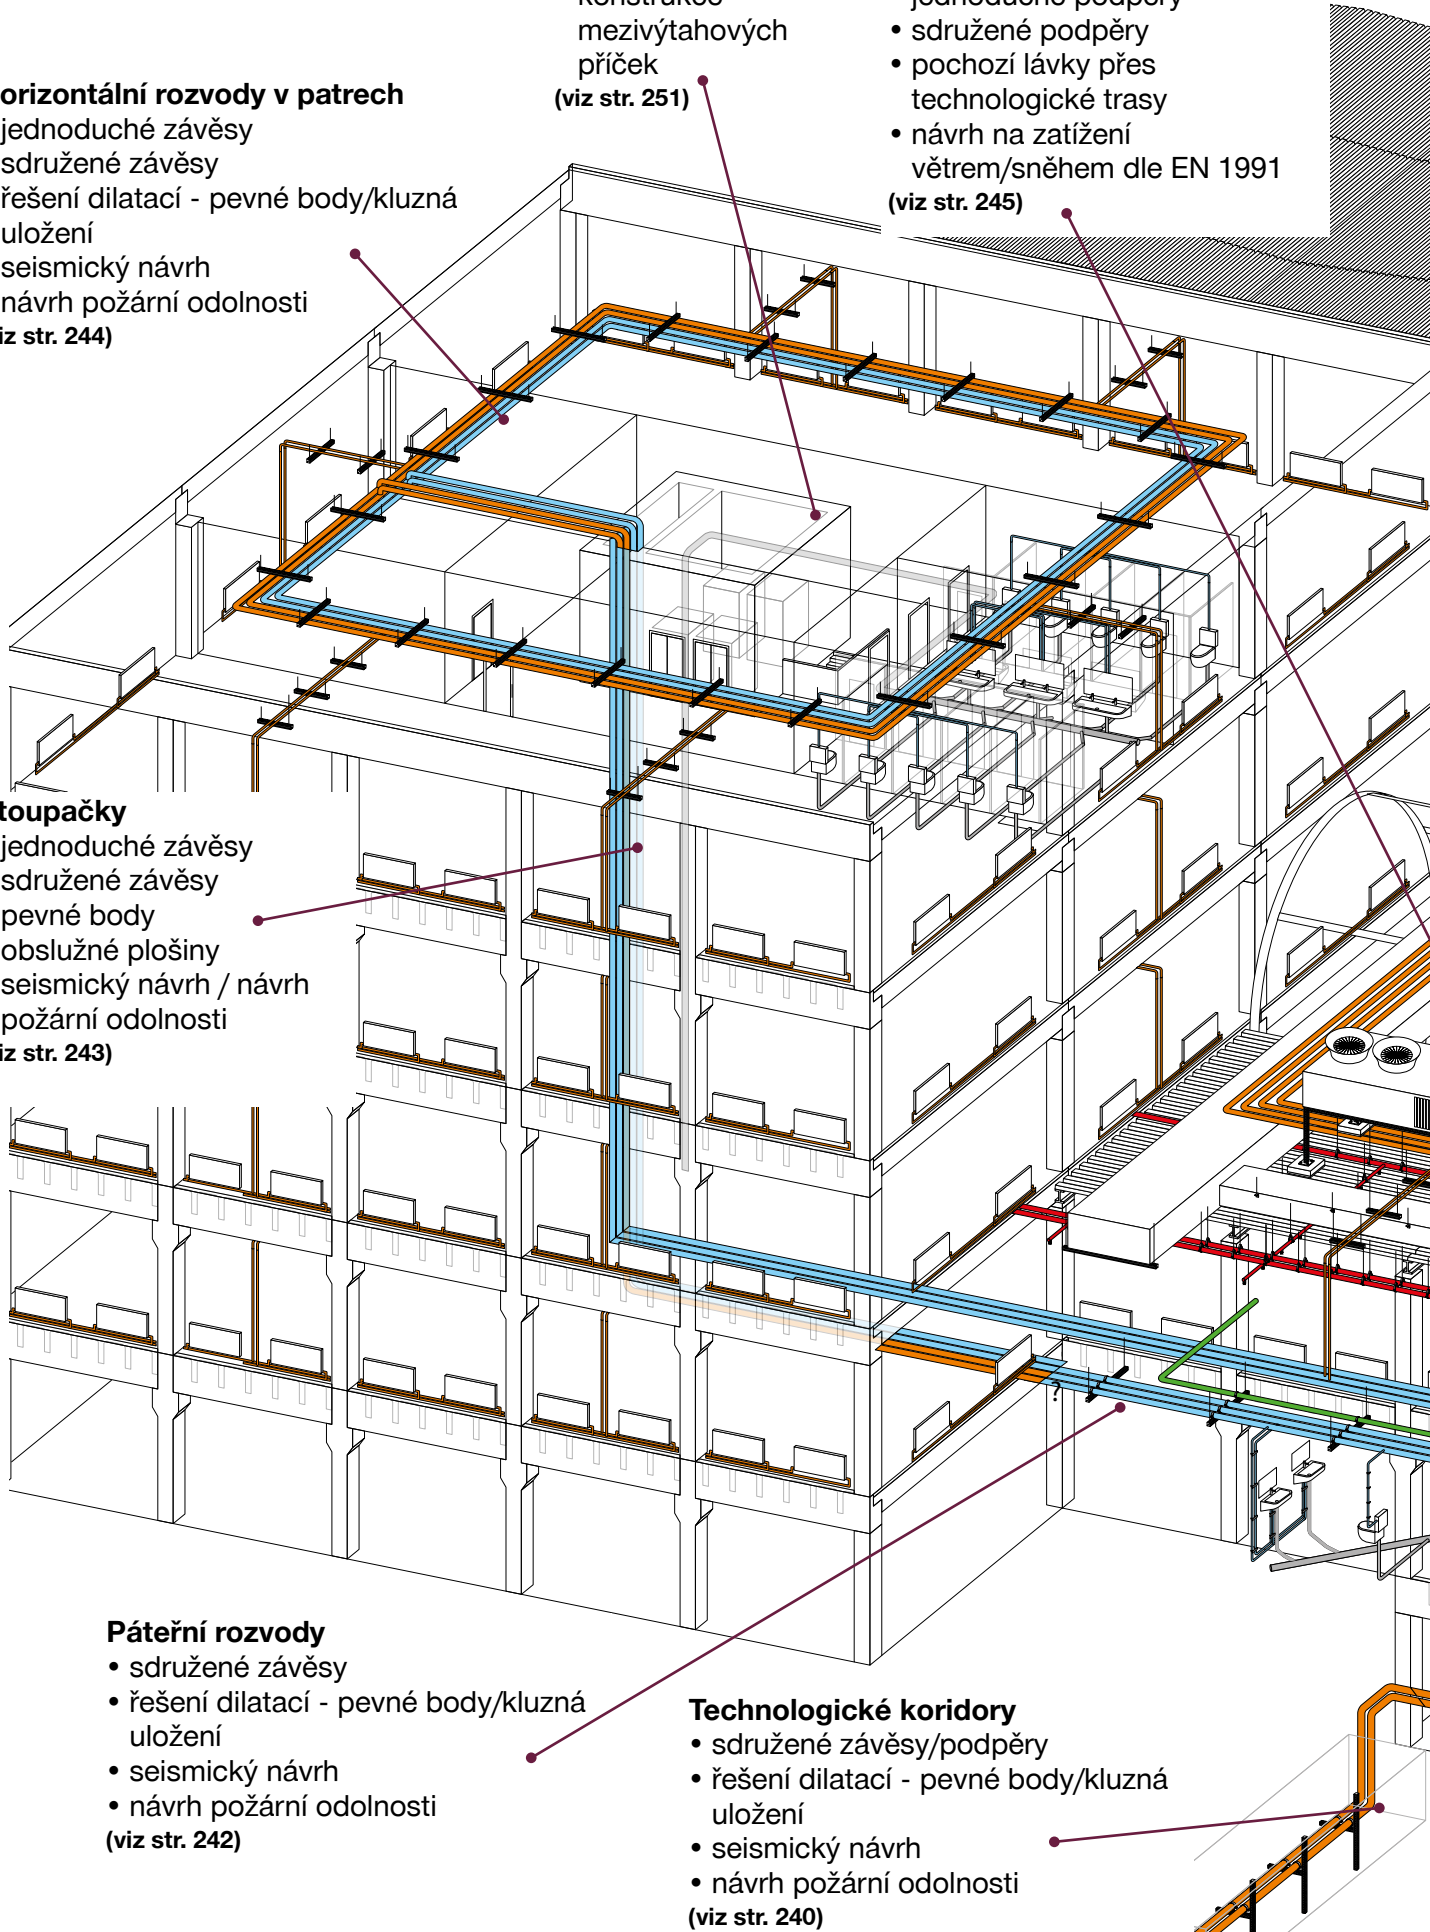 mezivýtahových
příček
(viz str. 251)
jednoduché podpěry
• sdružené podpěry
• pochozí lávky přes
technologické trasy
• návrh na zatížení
větrem/sněhem dle EN 1991
(viz str. 245)
orizontální rozvody v patrech
jednoduché závěsy
sdružené závěsy
řešení dilatací - pevné body/kluzná
uložení
seismický návrh
návrh požární odolnosti
iz str. 244)
toupačky
jednoduché závěsy
sdružené závěsy
pevné body
obslužné plošiny
seismický návrh / návrh
požární odolnosti
iz str. 243)
?
Páteřní rozvody
• sdružené závěsy
• řešení dilatací - pevné body/kluzná
uložení
• seismický návrh
• návrh požární odolnosti
(viz str. 242)
Technologické koridory
• sdružené závěsy/podpěry
• řešení dilatací - pevné body/kluzná
uložení
• seismický návrh
• návrh požární odolnosti
(viz str. 240)